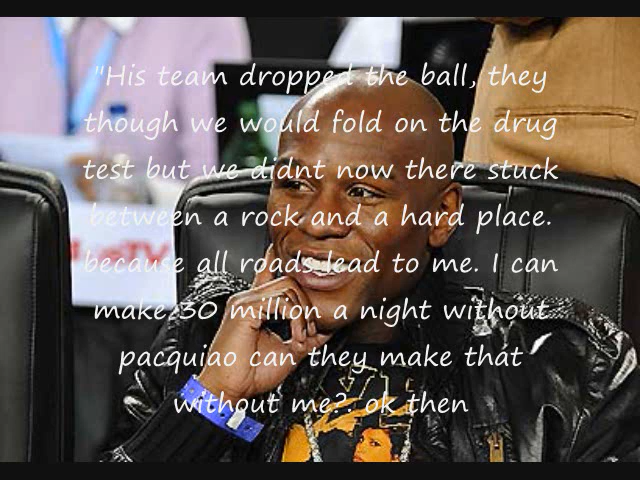 "His team dropped the ball, they
though we would fold on the drug
test but we didnt now there stuck
between a rock and a hard place.
because all roads lead to me. I can
make 30 million a night without
pacquiao can they make that
without me?. ok then